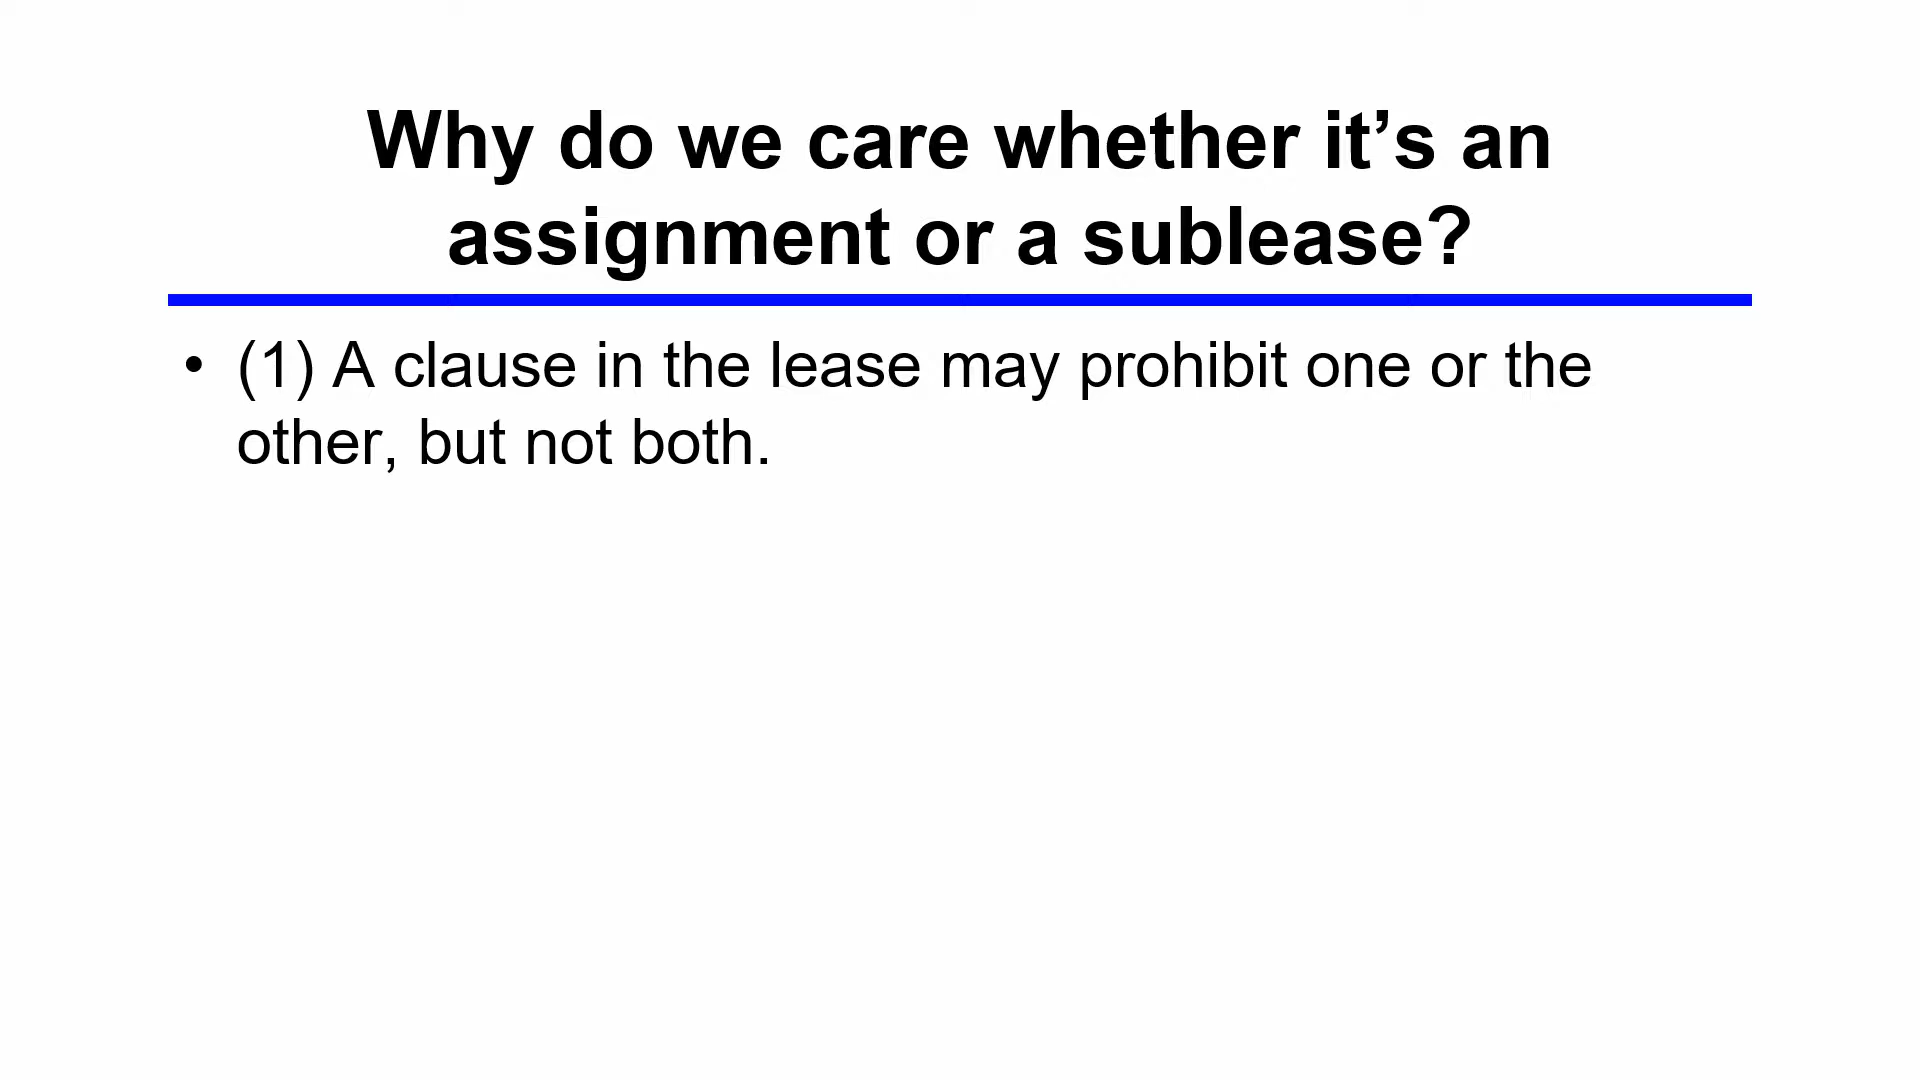 Why do we care whether it’s an
assignment or a sublease?
• (1) A clause in the lease may prohibit one or the
other, but not both.